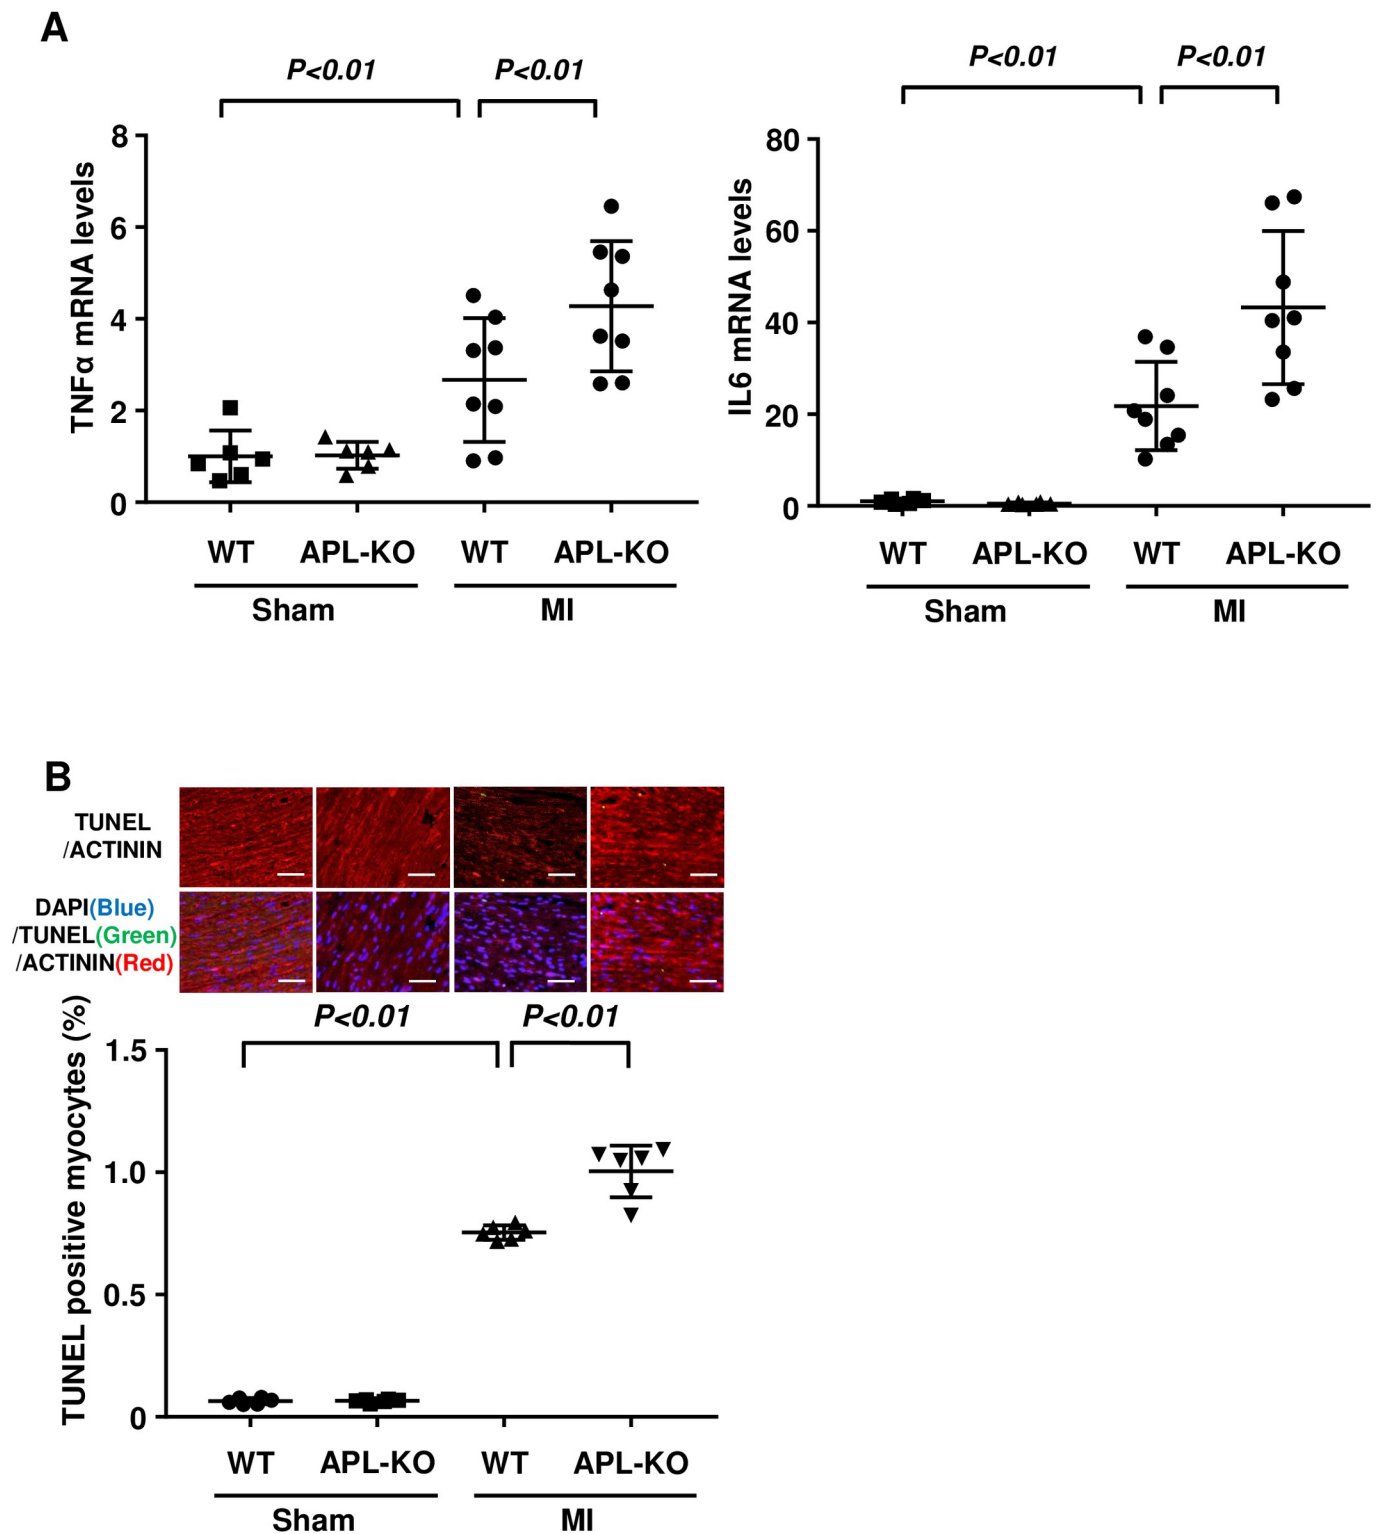 A
P<0.01 P<0.01
TNFα mRNA levels
8
6
4
2
0
WT APL-KO WT APL-KO
Sham MI
P<0.01 P<0.01
IL6 mRNA levels
80
60
40
20
0
WT APL-KO WT APL-KO
Sham MI
B
TUNEL
/ACTININ
DAPI(Blue)
/TUNEL(Green)
/ACTININ(Red)
P<0.01 P<0.01
TUNEL positive myocytes (%)
1.5
1.0
0.5
0
WT APL-KO WT APL-KO
Sham MI